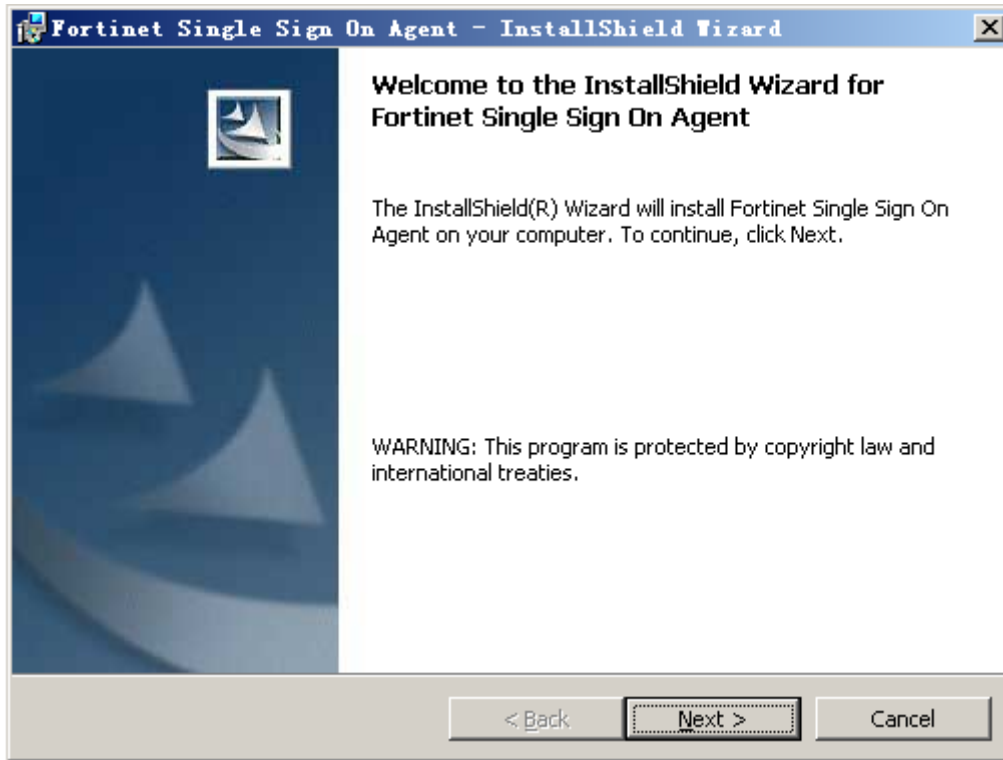 Fortinet Single Sign On Agent - InstallShield Wizard
Welcome to the InstallShield Wizard for
Fortinet Single Sign On Agent
The InstallShield(R) Wizard will install Fortinet Single Sign On
Agent on your computer. To continue, click Next.
WARNING: This program is protected by copyright law and
international treaties.
< Back
Next >
Cancel